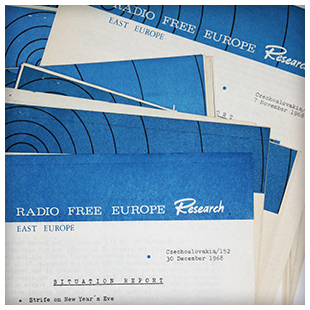 RADIO FREE EUROPE Research
EAST EUROPE
Czechoslovakia/
7 November 1968
RADIO FREE EUROPE Research
EAST EUROPE
Czechoslovakia/152
30 December 1968
SITUATION REPORT
Strife on New Year's Eve